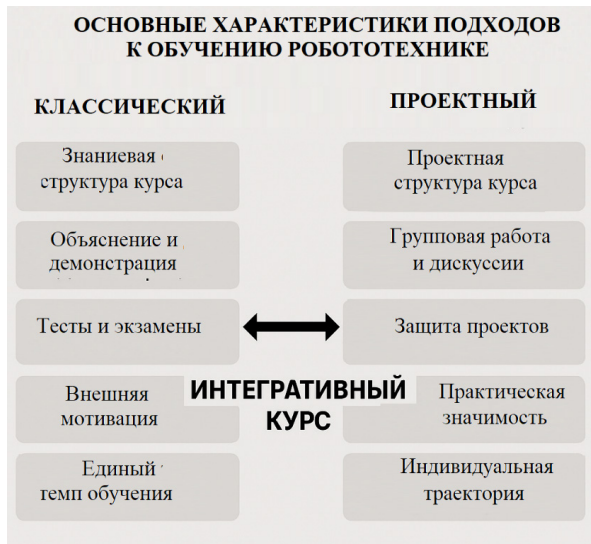 ОСНОВНЫЕ ХАРАКТЕРИСТИКИ ПОДХОДОВ
К ОБУЧЕНИЮ РОБОТОТЕХНИКЕ
КЛАССИЧЕСКИЙ
ПРОЕКТНЫЙ
Знаниевая
структура курса
Проектная
структура курса
Объяснение и
демонстрация
Групповая работа
и дискуссии
Тесты и экзамены
Защита проектов
Внешняя
мотивация
ИНТЕГРАТИВНЫЙ
КУРС
Практическая
значимость
Единый
темп обучения
Индивидуальная
траектория